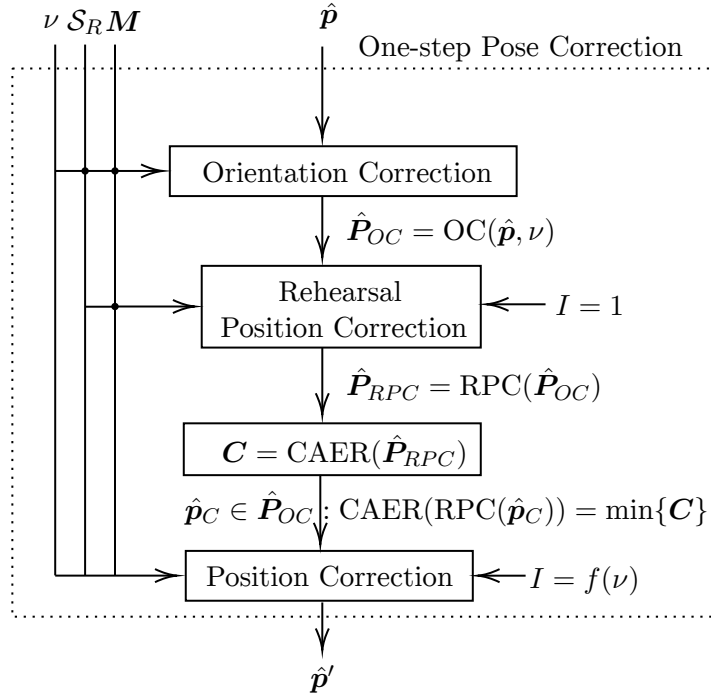 ν 𝒮_R M
p̂
One-step Pose Correction
Orientation Correction
P̂_OC = OC(p̂, ν)
Rehearsal
Position Correction
I = 1
P̂_RPC = RPC(P̂_OC)
C = CAER(P̂_RPC)
p̂_C ∈ P̂_OC : CAER(RPC(p̂_C)) = min{C}
Position Correction
I = f(ν)
p̂′